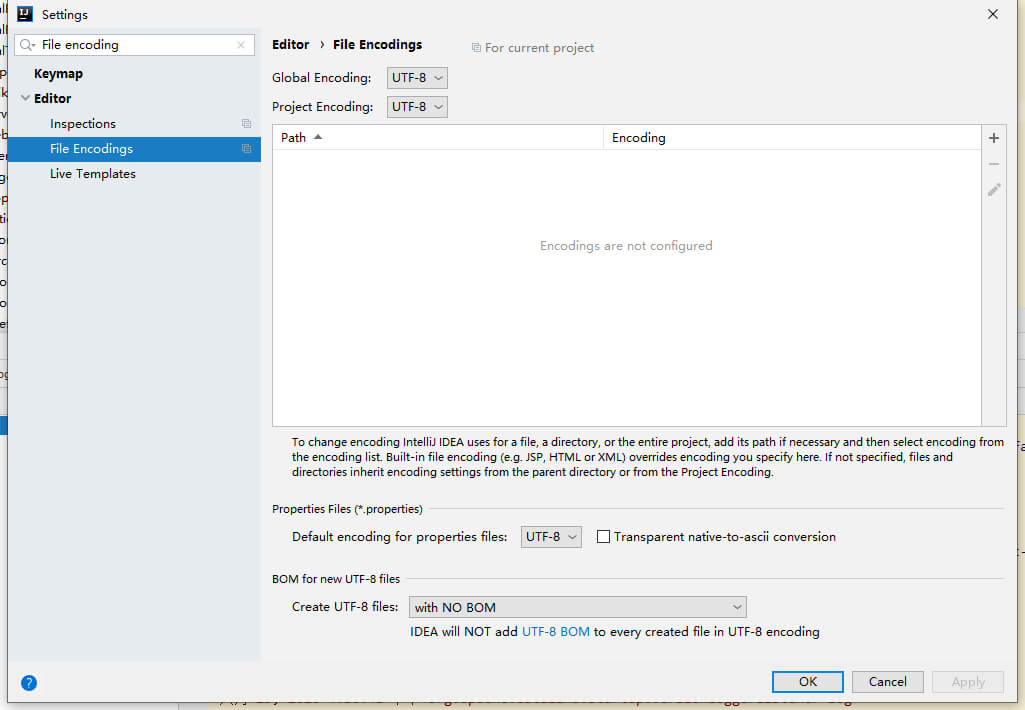 Settings
File encoding
Keymap
Editor
Inspections
File Encodings
Live Templates
Editor › File Encodings
For current project
Global Encoding: UTF-8
Project Encoding: UTF-8
Path Encoding
Encodings are not configured
To change encoding IntelliJ IDEA uses for a file, a directory, or the entire project, add its path if necessary and then select encoding from
the encoding list. Built-in file encoding (e.g. JSP, HTML or XML) overrides encoding you specify here. If not specified, files and
directories inherit encoding settings from the parent directory or from the Project Encoding.
Properties Files (*.properties)
Default encoding for properties files: UTF-8 Transparent native-to-ascii conversion
BOM for new UTF-8 files
Create UTF-8 files: with NO BOM
IDEA will NOT add UTF-8 BOM to every created file in UTF-8 encoding
? OK Cancel Apply